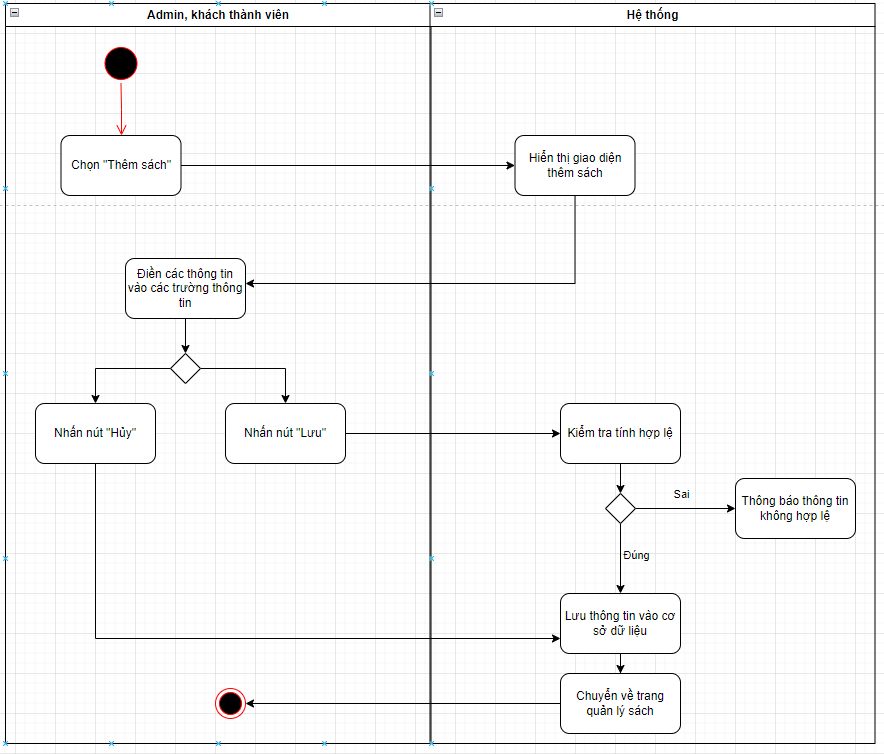 Admin, khách thành viên
Hệ thống
Chọn "Thêm sách"
Hiển thị giao diện
thêm sách
Điền các thông tin
vào các trường thông
tin
Nhấn nút "Hủy"
Nhấn nút "Lưu"
Kiểm tra tính hợp lệ
Sai
Thông báo thông tin
không hợp lệ
Đúng
Lưu thông tin vào cơ
sở dữ liệu
Chuyển về trang
quản lý sách